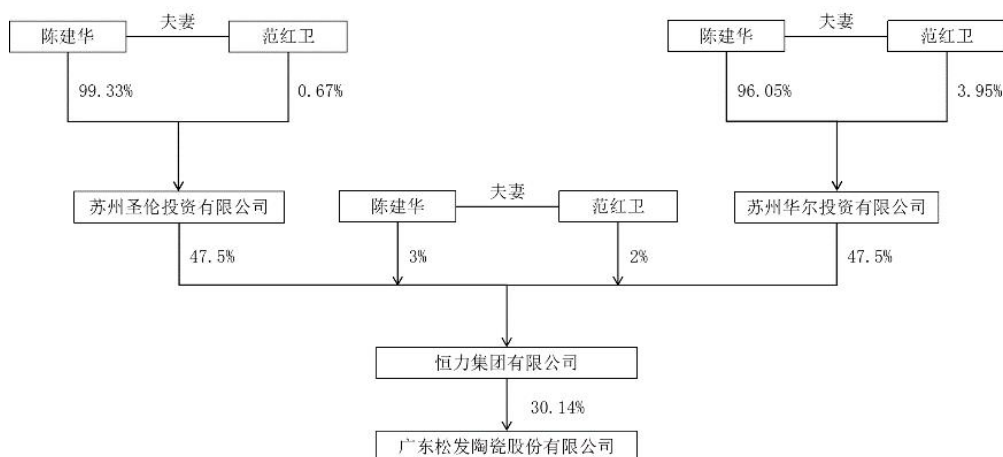 夫妻
陈建华
范红卫
99.33%
0.67%
夫妻
陈建华
范红卫
96.05%
3.95%
苏州圣伦投资有限公司
夫妻
陈建华
范红卫
苏州华尔投资有限公司
47.5%
3%
2%
47.5%
恒力集团有限公司
30.14%
广东松发陶瓷股份有限公司